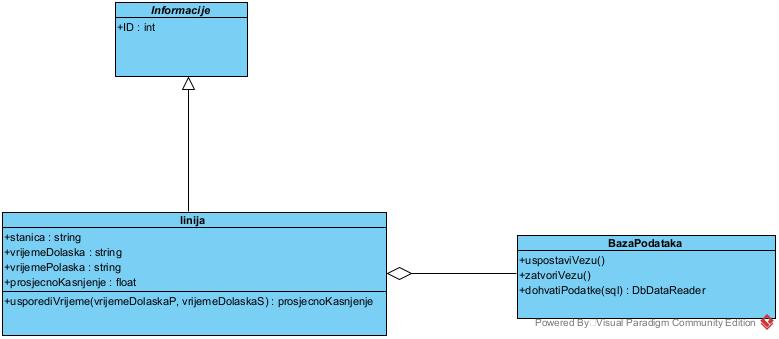 Informacije
+ID : int
linija
+stanica : string
+vrijemeDolaska : string
+vrijemePolaska : string
+prosjecnoKasnjenje : float
+usporediVrijeme(vrijemeDolaskaP, vrijemeDolaskaS) : prosjecnoKasnjenje
BazaPodataka
+uspostaviVezu()
+zatvoriVezu()
+dohvatiPodatke(sql) : DbDataReader
Powered By Visual Paradigm Community Edition